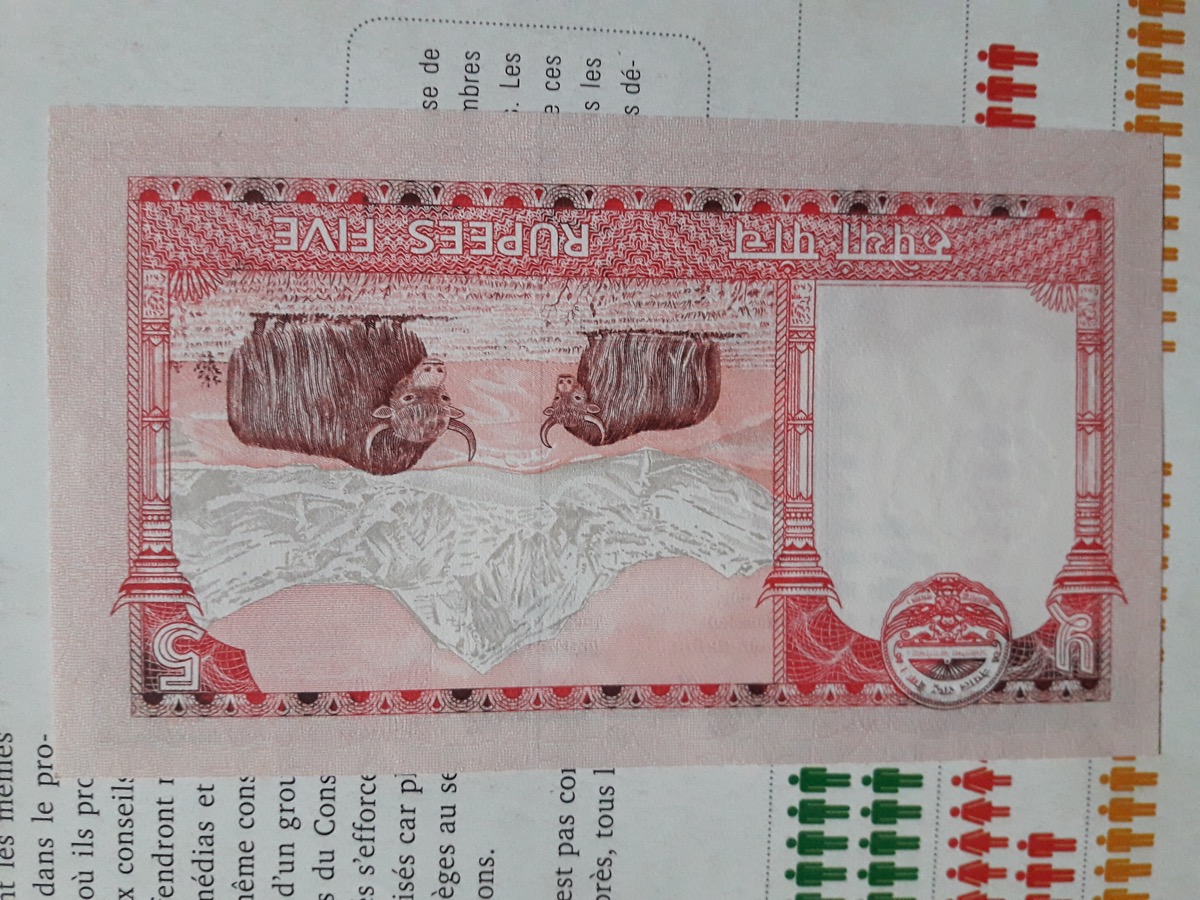 nt les mêmes
dans le pro-
où ils pro
x conseils
fendront
médias et
même cons
d'un grou
s du Cons
es s'efforce
isés car pl
èges au se
ons.
est pas con
près, tous l
se de
mbres
s. Les
e ces
s les
s dé-
5
RUPEES FIVE
रुपैया पाँच
५